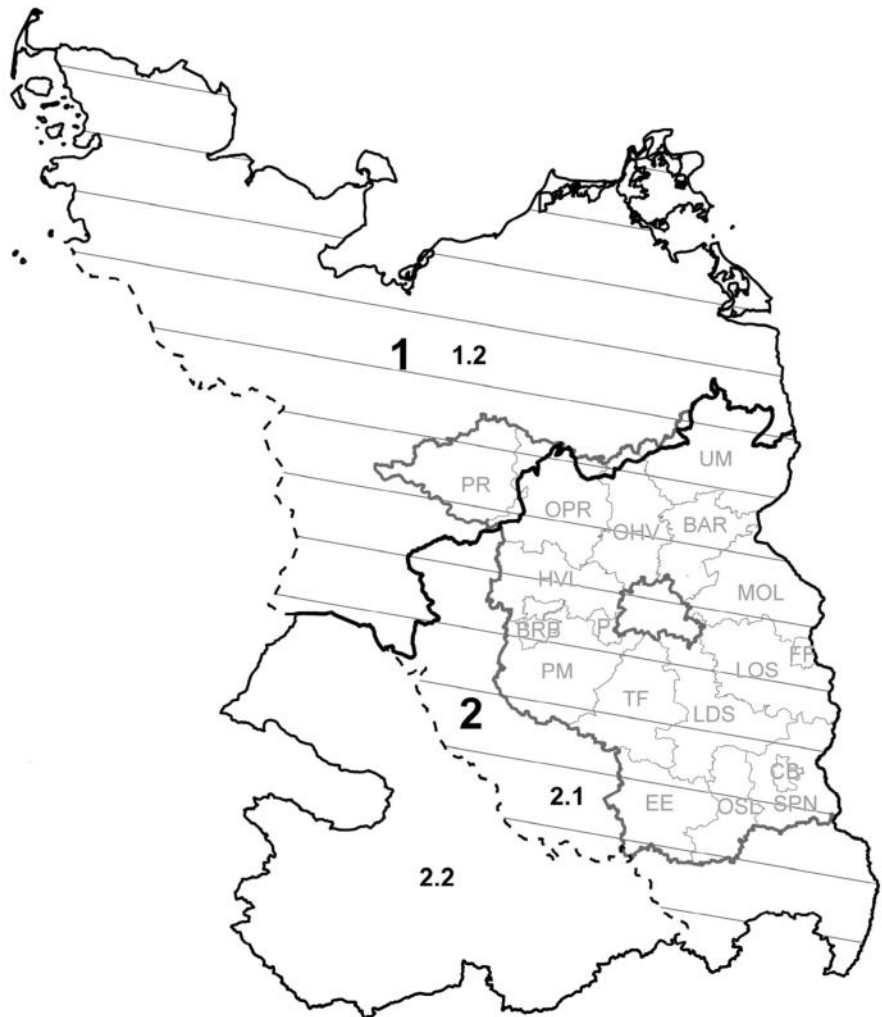 1 1.2
UM
PR
OPR
OHV
BAR
HVL
MOL
BRB
P
FF
PM
LOS
TF
2
LDS
2.1
CB
EE
OSL
SPN
2.2